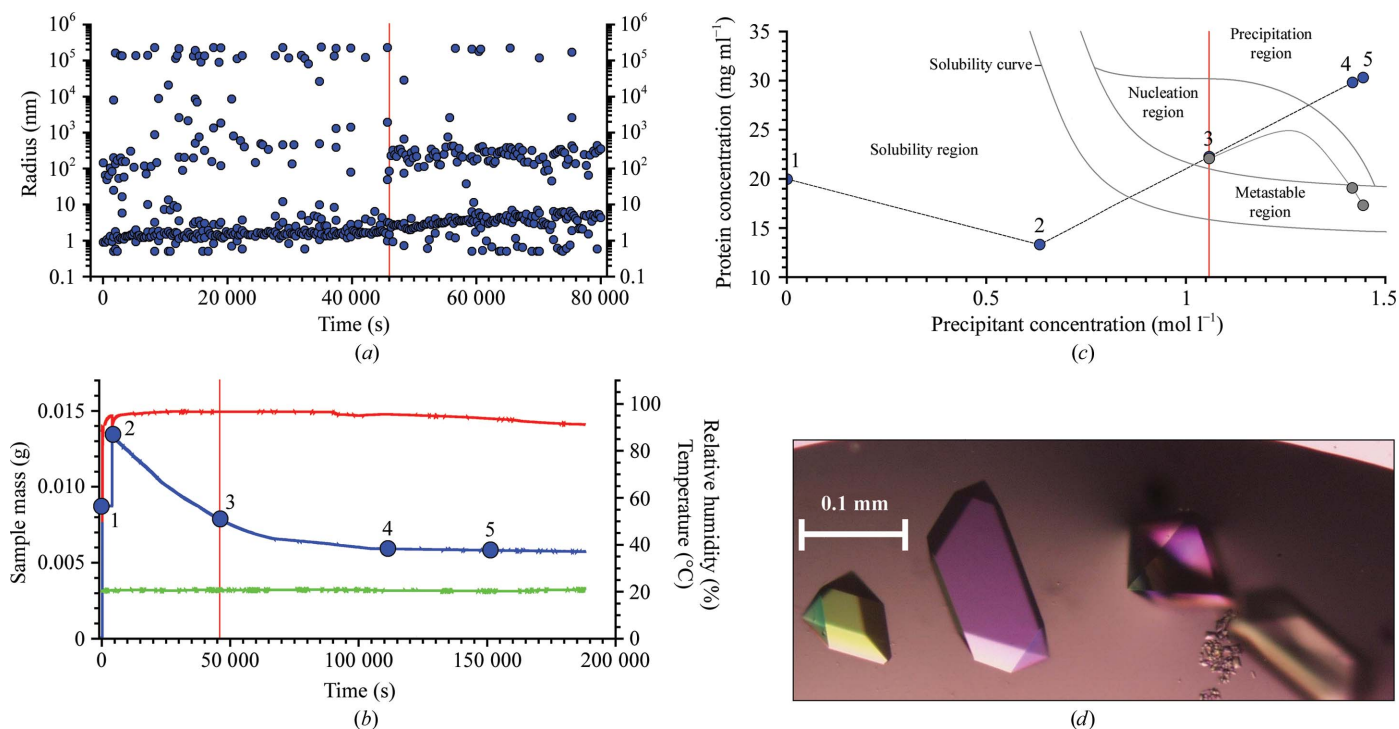 10⁶
10⁵
10⁴
10³
10²
10
1
0.1
Radius (nm)
10⁶
10⁵
10⁴
10³
10²
10
1
0.1
0 20 000 40 000 60 000 80 000
Time (s)
(a)
35
30
25
20
15
10
Protein concentration (mg ml⁻¹)
Solubility curve
Solubility region
Nucleation
region
Precipitation
region
Metastable
region
1
2
3
4 5
0 0.5 1 1.5
Precipitant concentration (mol l⁻¹)
(c)
0.015
0.010
0.005
0
Sample mass (g)
1
2
3
4
5
100
80
60
40
20
0
Relative humidity (%)
Temperature (°C)
0 50 000 100 000 150 000 200 000
Time (s)
(b)
0.1 mm
(d)